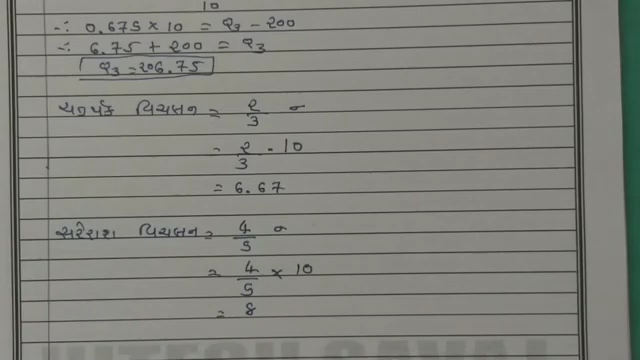 10
∴ 0.675 × 10 = Q3 - 200
∴ 6.75 + 200 = Q3
Q3 = 206.75
ચતુર્થક વિચલન = 2/3 σ
= 2/3 · 10
= 6.67
સરેરાશ વિચલન = 4/5 σ
= 4/5 × 10
= 8